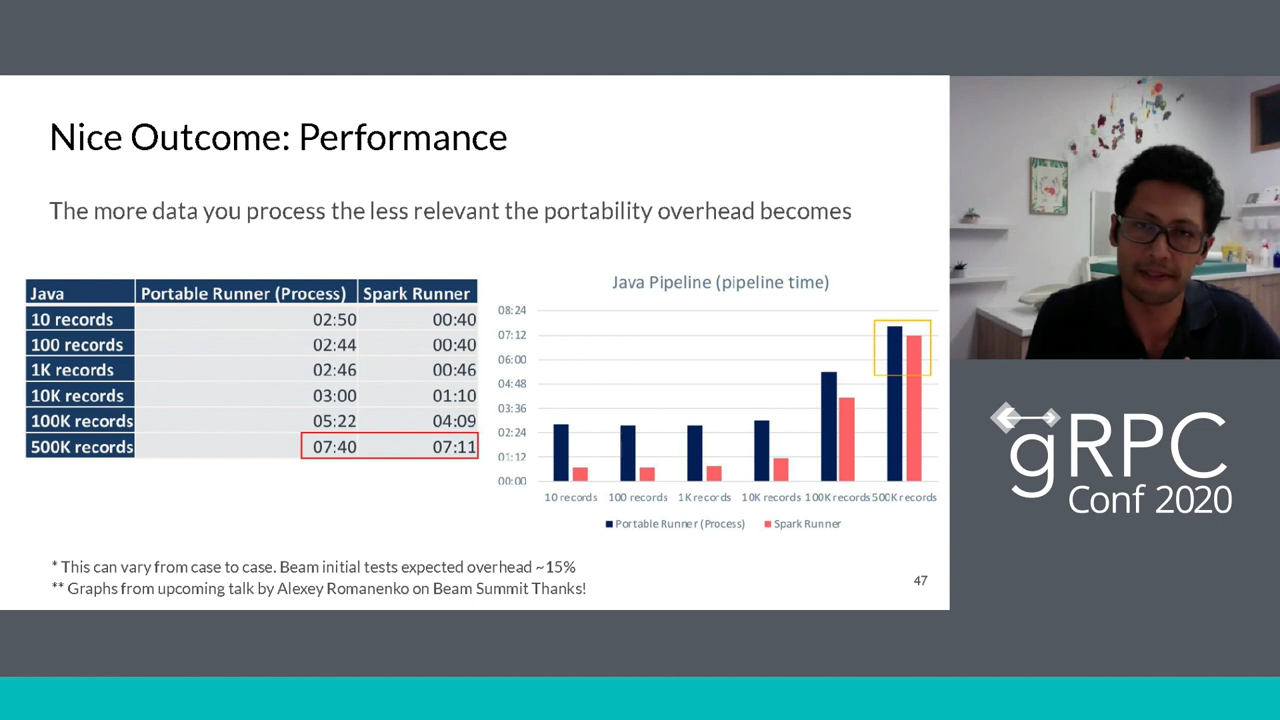 Nice Outcome: Performance
The more data you process the less relevant the portability overhead becomes
Java Portable Runner (Process) Spark Runner
10 records 02:50 00:40
100 records 02:44 00:40
1K records 02:46 00:46
10K records 03:00 01:10
100K records 05:22 04:09
500K records 07:40 07:11
Java Pipeline (pipeline time)
08:24
07:12
06:00
04:48
03:36
02:24
01:12
00:00
10 records 100 records 1K records 10K records 100K records 500K records
Portable Runner (Process) Spark Runner
* This can vary from case to case. Beam initial tests expected overhead ~15%
** Graphs from upcoming talk by Alexey Romanenko on Beam Summit Thanks!
47
gRPC
Conf 2020